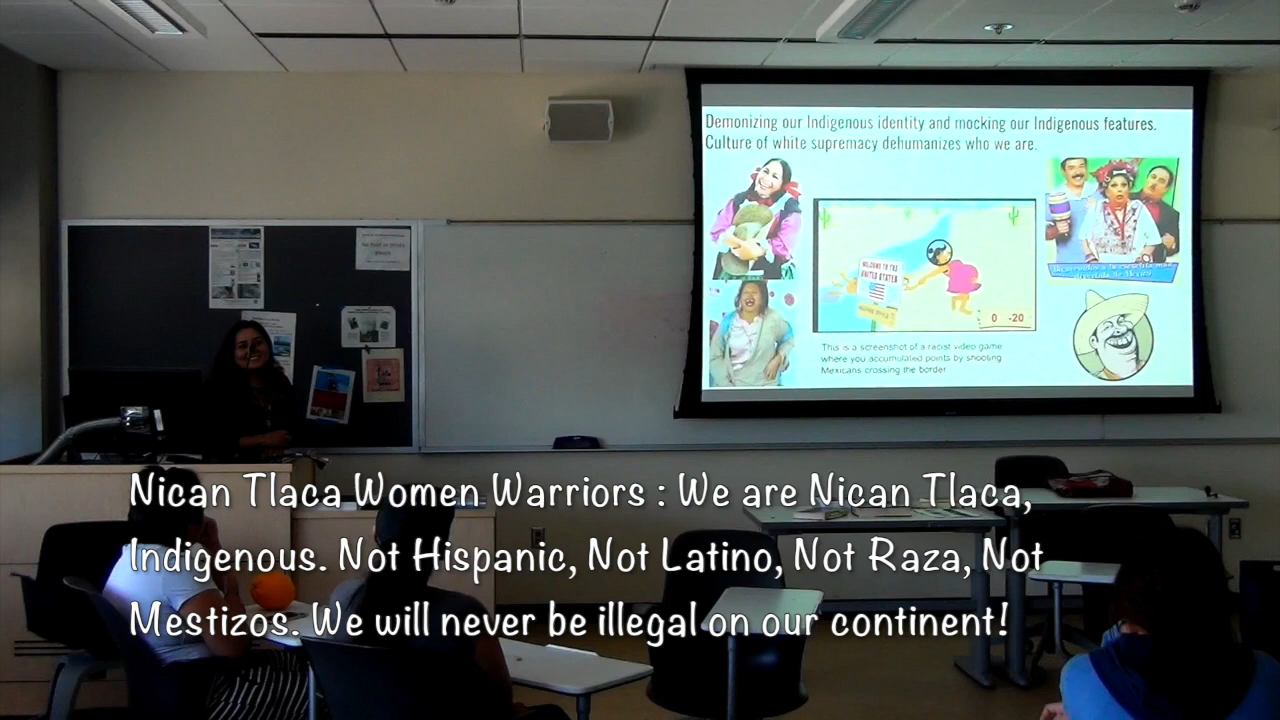 Demonizing our Indigenous identity and mocking our Indigenous features.
Culture of white supremacy dehumanizes who we are.
WELCOME TO THE
UNITED STATES
0 -20
This is a screenshot of a racist video game
where you accumulated points by shooting
Mexicans crossing the border
Nican Tlaca Women Warriors : We are Nican Tlaca,
Indigenous. Not Hispanic, Not Latino, Not Raza, Not
Mestizos. We will never be illegal on our continent!